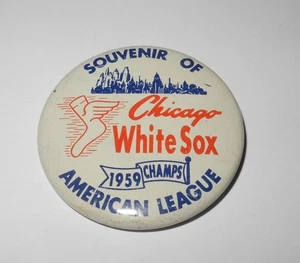 SOUVENIR OF
Chicago
White Sox
1959 CHAMPS
AMERICAN LEAGUE